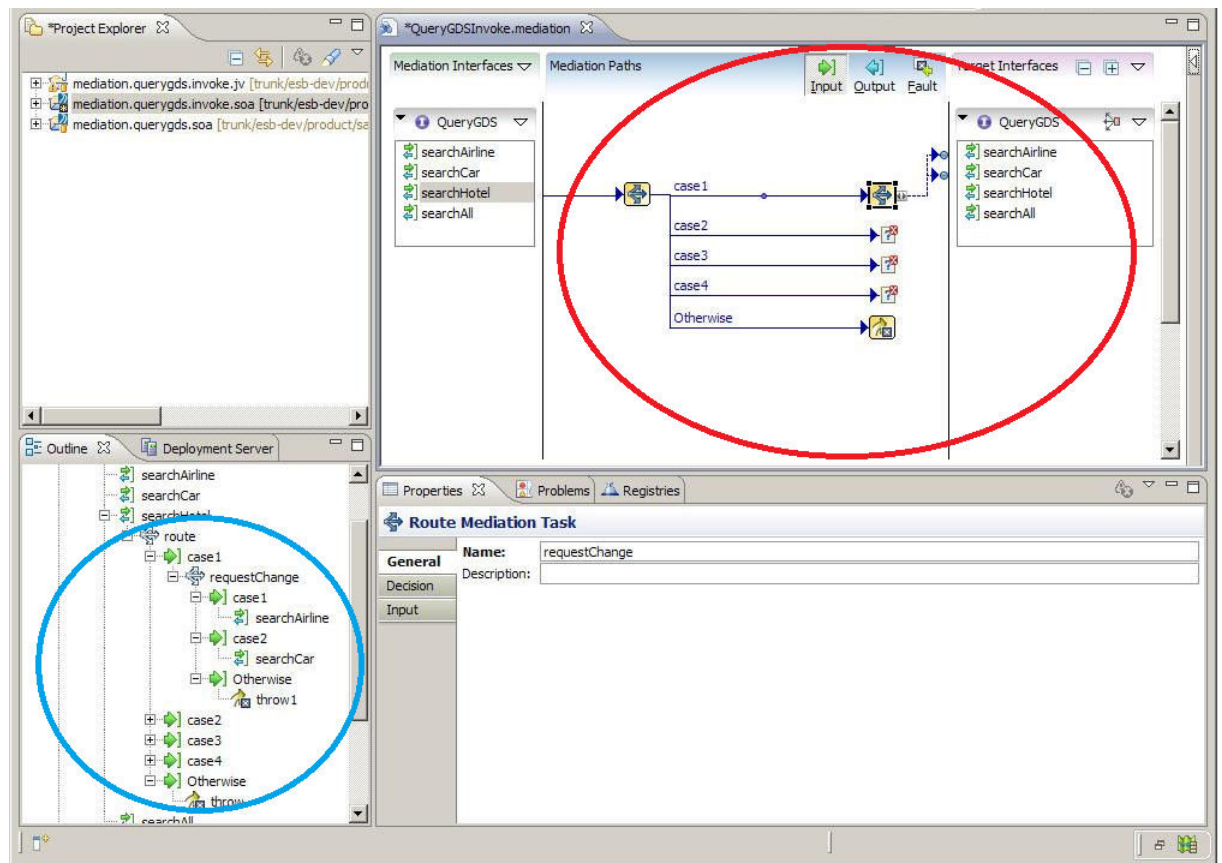 *Project Explorer
mediation.querygds.invoke.jv [trunk/esb-dev/prod
mediation.querygds.invoke.soa [trunk/esb-dev/pro
mediation.querygds.soa [trunk/esb-dev/product/sa
*QueryGDSInvoke.mediation
Mediation Interfaces
Mediation Paths
Input Output Fault
Target Interfaces
QueryGDS
searchAirline
searchCar
searchHotel
searchAll
case1
case2
case3
case4
Otherwise
QueryGDS
searchAirline
searchCar
searchHotel
searchAll
Outline Deployment Server
searchAirline
searchCar
searchHotel
route
case1
requestChange
case1
searchAirline
case2
searchCar
Otherwise
throw1
case2
case3
case4
Otherwise
throw
searchAll
Properties Problems Registries
Route Mediation Task
General
Decision
Input
Name: requestChange
Description: